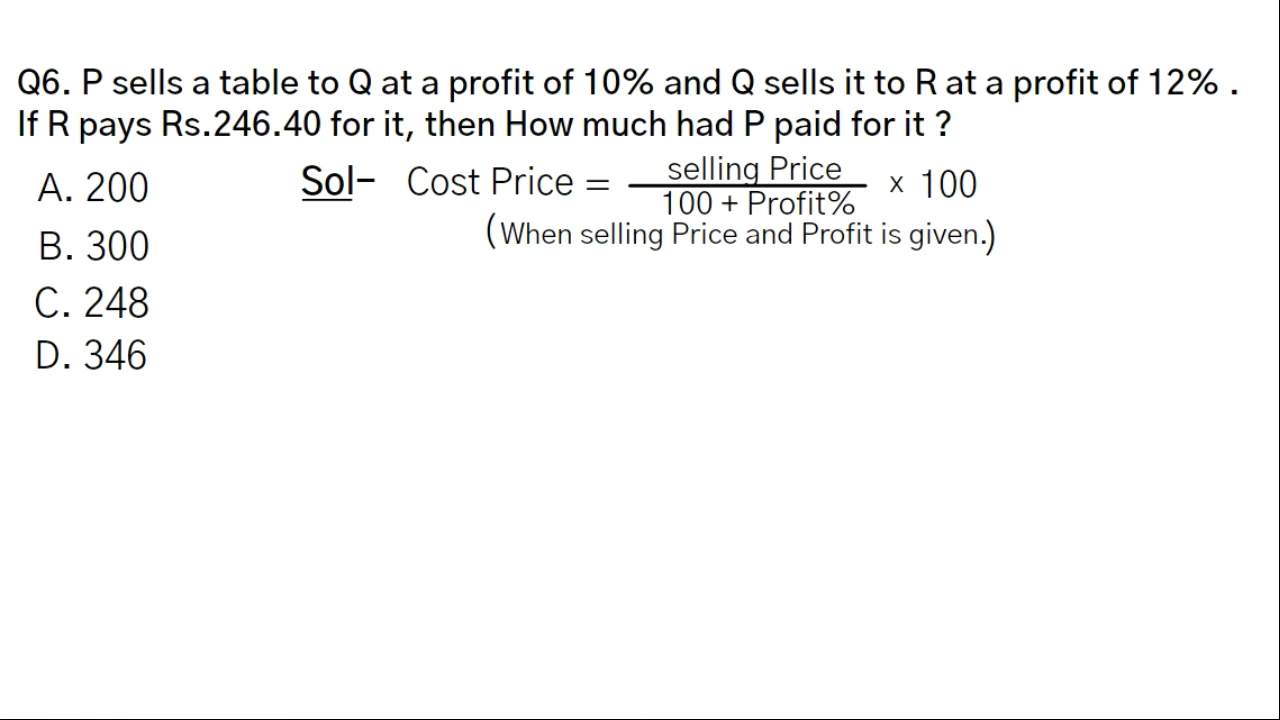 Q6. P sells a table to Q at a profit of 10% and Q sells it to R at a profit of 12% .
If R pays Rs.246.40 for it, then How much had P paid for it ?
A. 200
B. 300
C. 248
D. 346
Sol- Cost Price = selling Price / 100 + Profit% x 100
(When selling Price and Profit is given.)